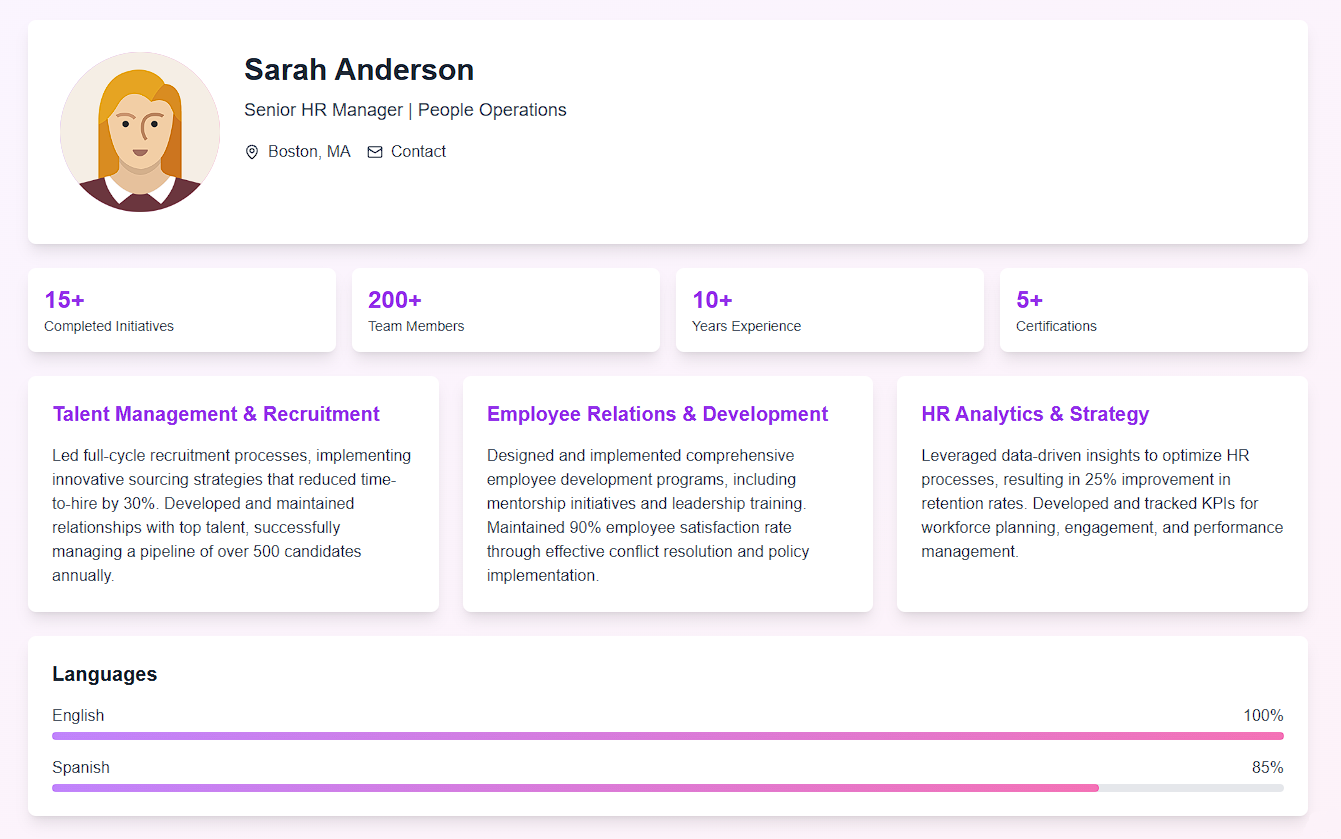 Sarah Anderson
Senior HR Manager | People Operations
Boston, MA Contact
15+
Completed Initiatives
200+
Team Members
10+
Years Experience
5+
Certifications
Talent Management & Recruitment
Led full-cycle recruitment processes, implementing
innovative sourcing strategies that reduced time-
to-hire by 30%. Developed and maintained
relationships with top talent, successfully
managing a pipeline of over 500 candidates
annually.
Employee Relations & Development
Designed and implemented comprehensive
employee development programs, including
mentorship initiatives and leadership training.
Maintained 90% employee satisfaction rate
through effective conflict resolution and policy
implementation.
HR Analytics & Strategy
Leveraged data-driven insights to optimize HR
processes, resulting in 25% improvement in
retention rates. Developed and tracked KPIs for
workforce planning, engagement, and performance
management.
Languages
English 100%
Spanish 85%